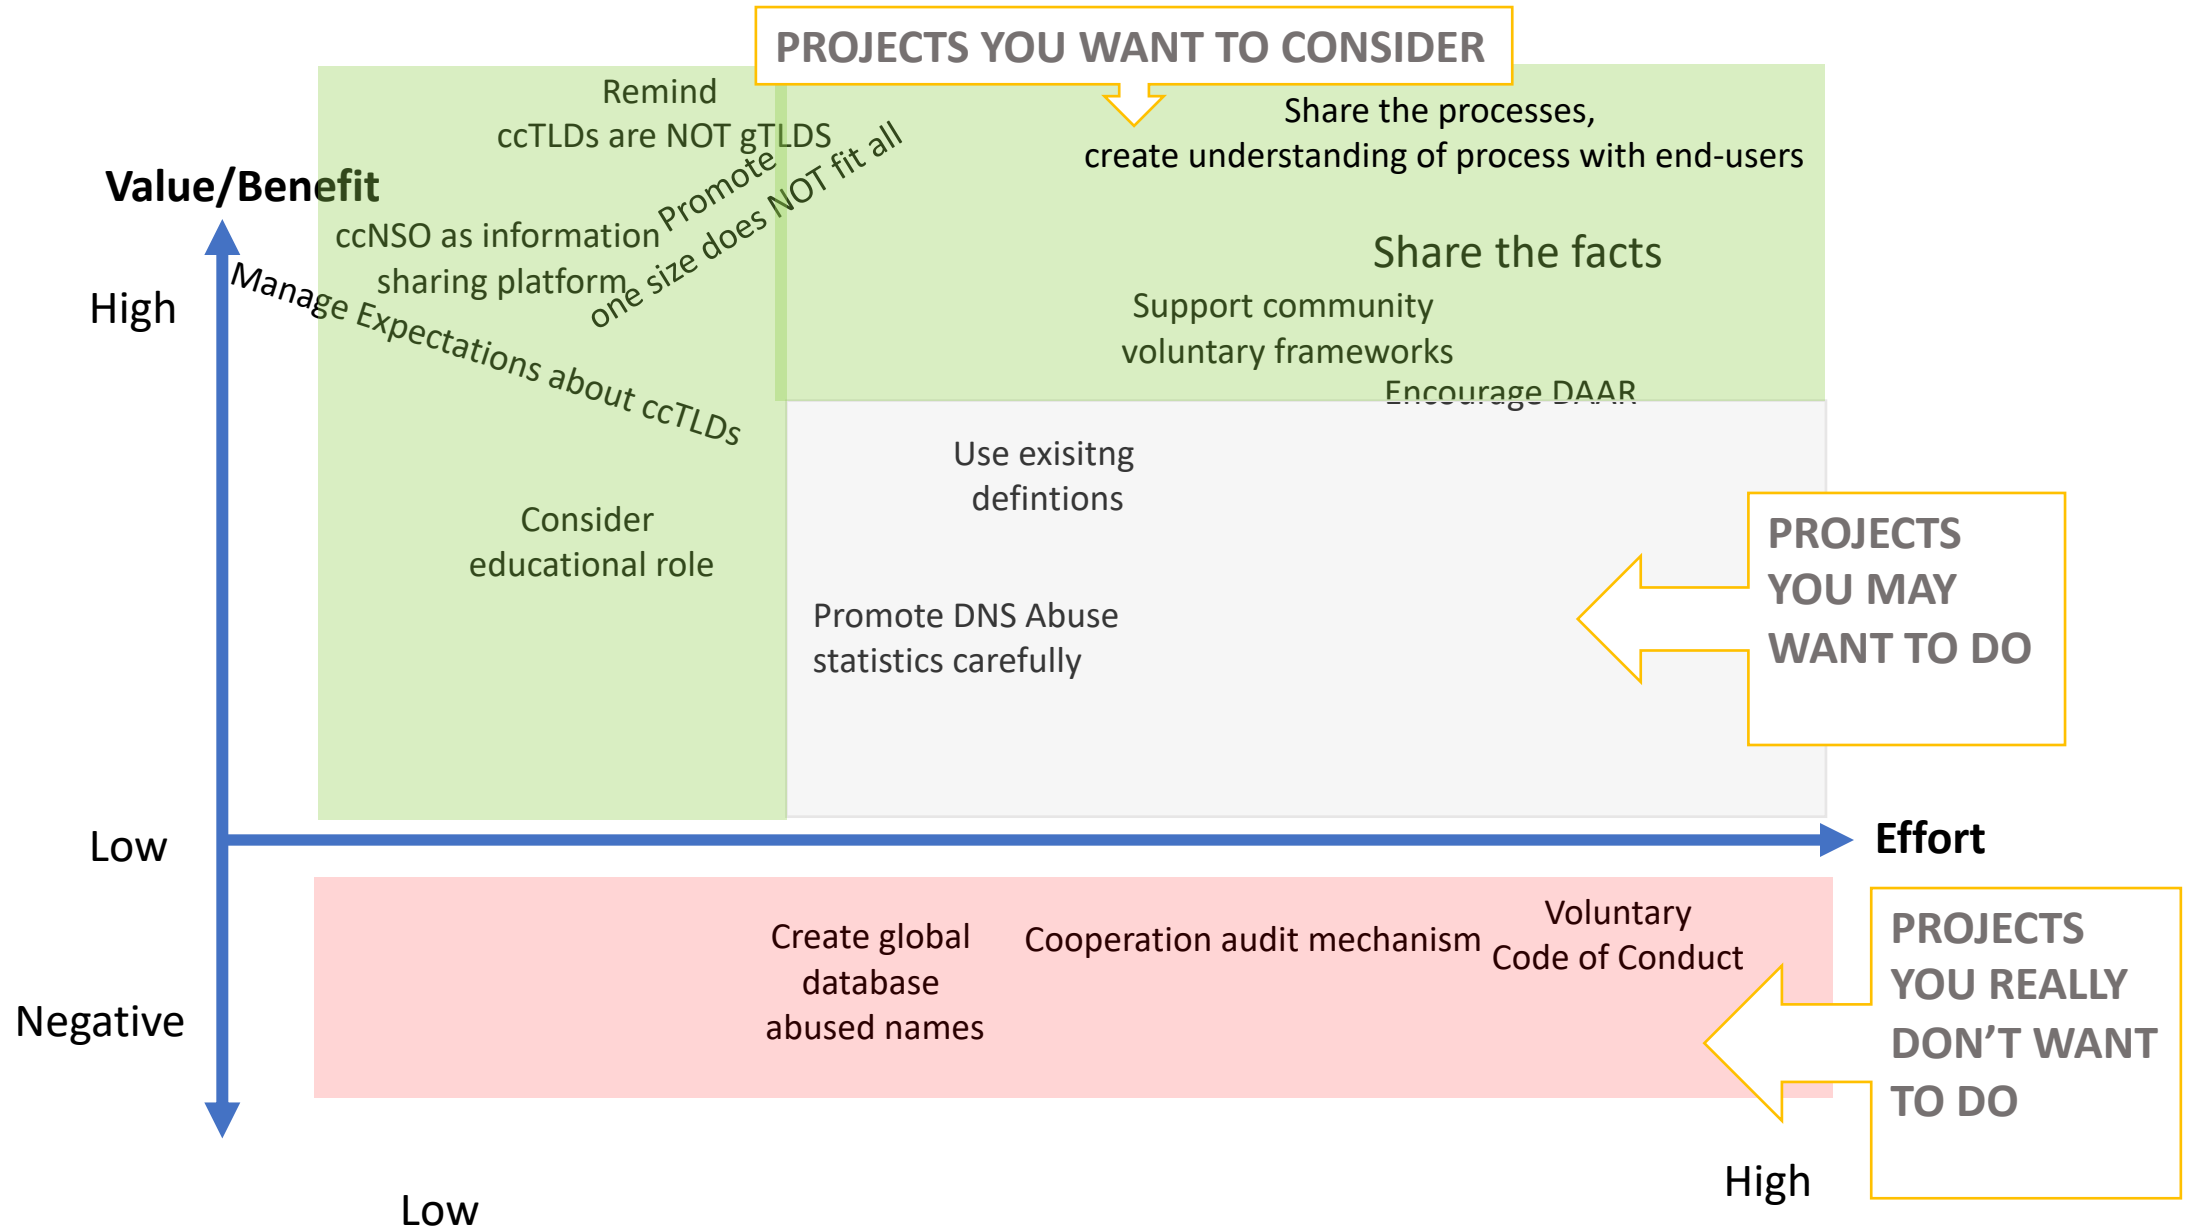 PROJECTS YOU WANT TO CONSIDER
Remind
ccTLDs are NOT gTLDS
Promote
one size does NOT fit all
Share the processes,
create understanding of process with end-users
Value/Benefit
ccNSO as information
sharing platform
Share the facts
High
Manage Expectations about ccTLDs
Support community
voluntary frameworks
Encourage DAAR
Use exisitng
defintions
Consider
educational role
PROJECTS
YOU MAY
WANT TO DO
Promote DNS Abuse
statistics carefully
Low
Effort
Create global
database
abused names
Cooperation audit mechanism
Voluntary
Code of Conduct
PROJECTS
YOU REALLY
DON’T WANT
TO DO
Negative
High
Low